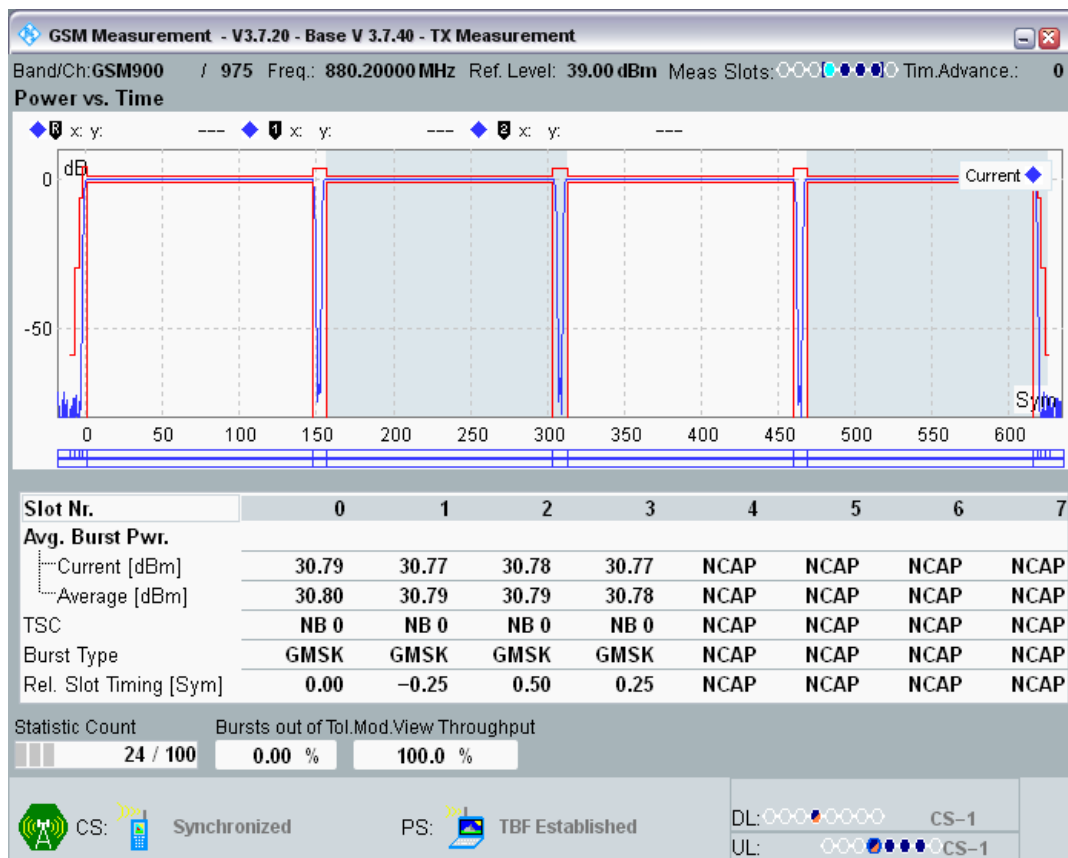 GSM Measurement - V3.7.20 - Base V 3.7.40 - TX Measurement
Band/Ch:GSM900 / 975 Freq.: 880.20000 MHz Ref. Level: 39.00 dBm Meas Slots: Tim.Advance.: 0
Power vs. Time
R x: y: --- 1 x: y: --- 2 x: y: ---
dB
Current
0
-50
Sym
0 50 100 150 200 250 300 350 400 450 500 550 600
Slot Nr. 0 1 2 3 4 5 6 7
Avg. Burst Pwr.
Current [dBm] 30.79 30.77 30.78 30.77 NCAP NCAP NCAP NCAP
Average [dBm] 30.80 30.79 30.79 30.78 NCAP NCAP NCAP NCAP
TSC NB 0 NB 0 NB 0 NB 0 NCAP NCAP NCAP NCAP
Burst Type GMSK GMSK GMSK GMSK NCAP NCAP NCAP NCAP
Rel. Slot Timing [Sym] 0.00 −0.25 0.50 0.25 NCAP NCAP NCAP NCAP
Statistic Count Bursts out of Tol.Mod.View Throughput
24 / 100 0.00 % 100.0 %
CS: Synchronized PS: TBF Established
DL: CS−1
UL: CS−1